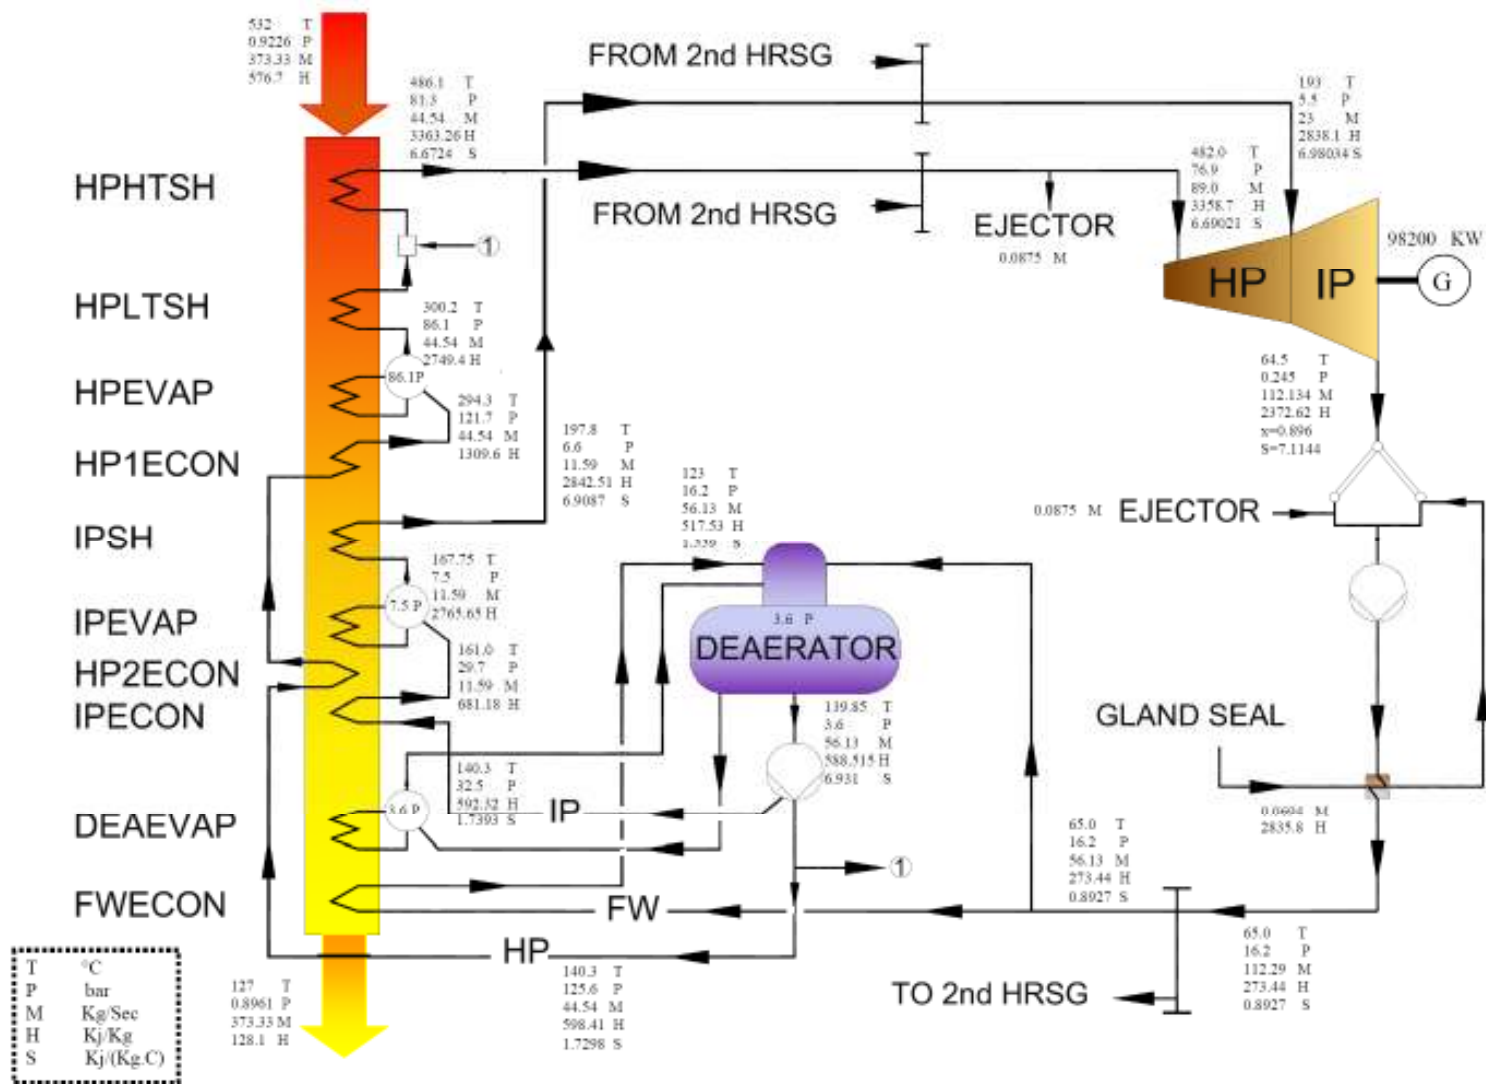 532 T
0.9226 P
373.33 M
576.7 H
486.1 T
81.3 P
44.54 M
3363.26 H
6.6724 S
FROM 2nd HRSG
193 T
5.5 P
23 M
2838.1 H
6.98034 S
HPHTSH
FROM 2nd HRSG
EJECTOR
0.0875 M
482.0 T
76.9 P
89.0 M
3358.7 H
6.69021 S
98200 KW
HP
IP
G
1
HPLTSH
300.2 T
86.1 P
44.54 M
2749.4 H
HPEVAP
86.1P
294.3 T
121.7 P
44.54 M
1309.6 H
HP1ECON
64.5 T
0.245 P
112.134 M
2372.62 H
x=0.896
S=7.1144
197.8 T
6.6 P
11.59 M
2842.51 H
6.9087 S
123 T
16.2 P
56.13 M
517.53 H
1.559 S
0.0875 M
EJECTOR
IPSH
167.75 T
7.5 P
11.59 M
2765.65 H
7.5 P
IPEVAP
3.6 P
DEAERATOR
161.0 T
29.7 P
11.59 M
681.18 H
HP2ECON
IPECON
139.85 T
3.6 P
56.13 M
588.515 H
6.931 S
GLAND SEAL
140.3 T
32.5 P
592.32 H
1.7393 S
IP
3.6 P
DEAEVAP
0.0694 M
2835.8 H
65.0 T
16.2 P
56.13 M
273.44 H
0.8927 S
1
FWECON
FW
HP
65.0 T
16.2 P
112.29 M
273.44 H
0.8927 S
TO 2nd HRSG
T °C
P bar
M Kg/Sec
H Kj/Kg
S Kj/(Kg.C)
127 T
0.8961 P
373.33 M
128.1 H
140.3 T
125.6 P
44.54 M
598.41 H
1.7298 S